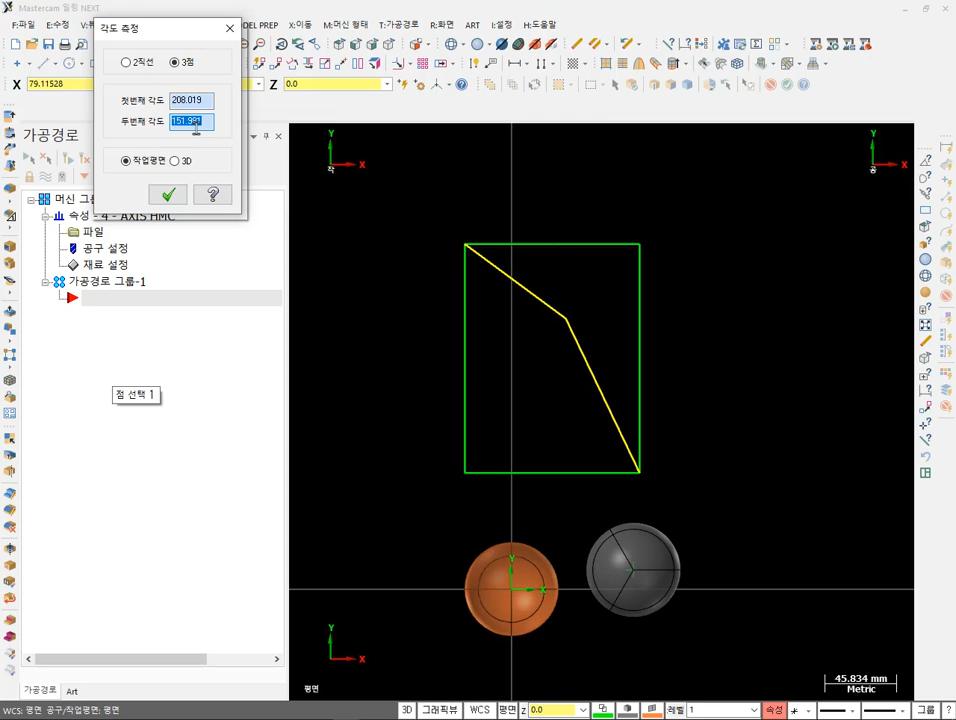 Mastercam X NEXT
F:파일
E:수정
MODEL PREP
X:이동
M:머신 형태
T:가공경로
R:화면
ART
I:설정
H:도움말
각도 측정
2직선
3점
첫번째 각도 208.019
두번째 각도 151.981
작업평면
3D
79.11528
Z
0.0
가공경로
머신 그룹
속성 - 4 - AXIS HMC
파일
공구 설정
재료 설정
가공경로 그룹-1
점 선택 1
Y
X
작
Y
X
공
Y
X
Y
X
평면
45.834 mm
Metric
가공경로
Art
WCS: 평면 공구/작업평면: 평면
3D
그래픽뷰
WCS
평면
Z
0.0
레벨
1
속성
그룹
?